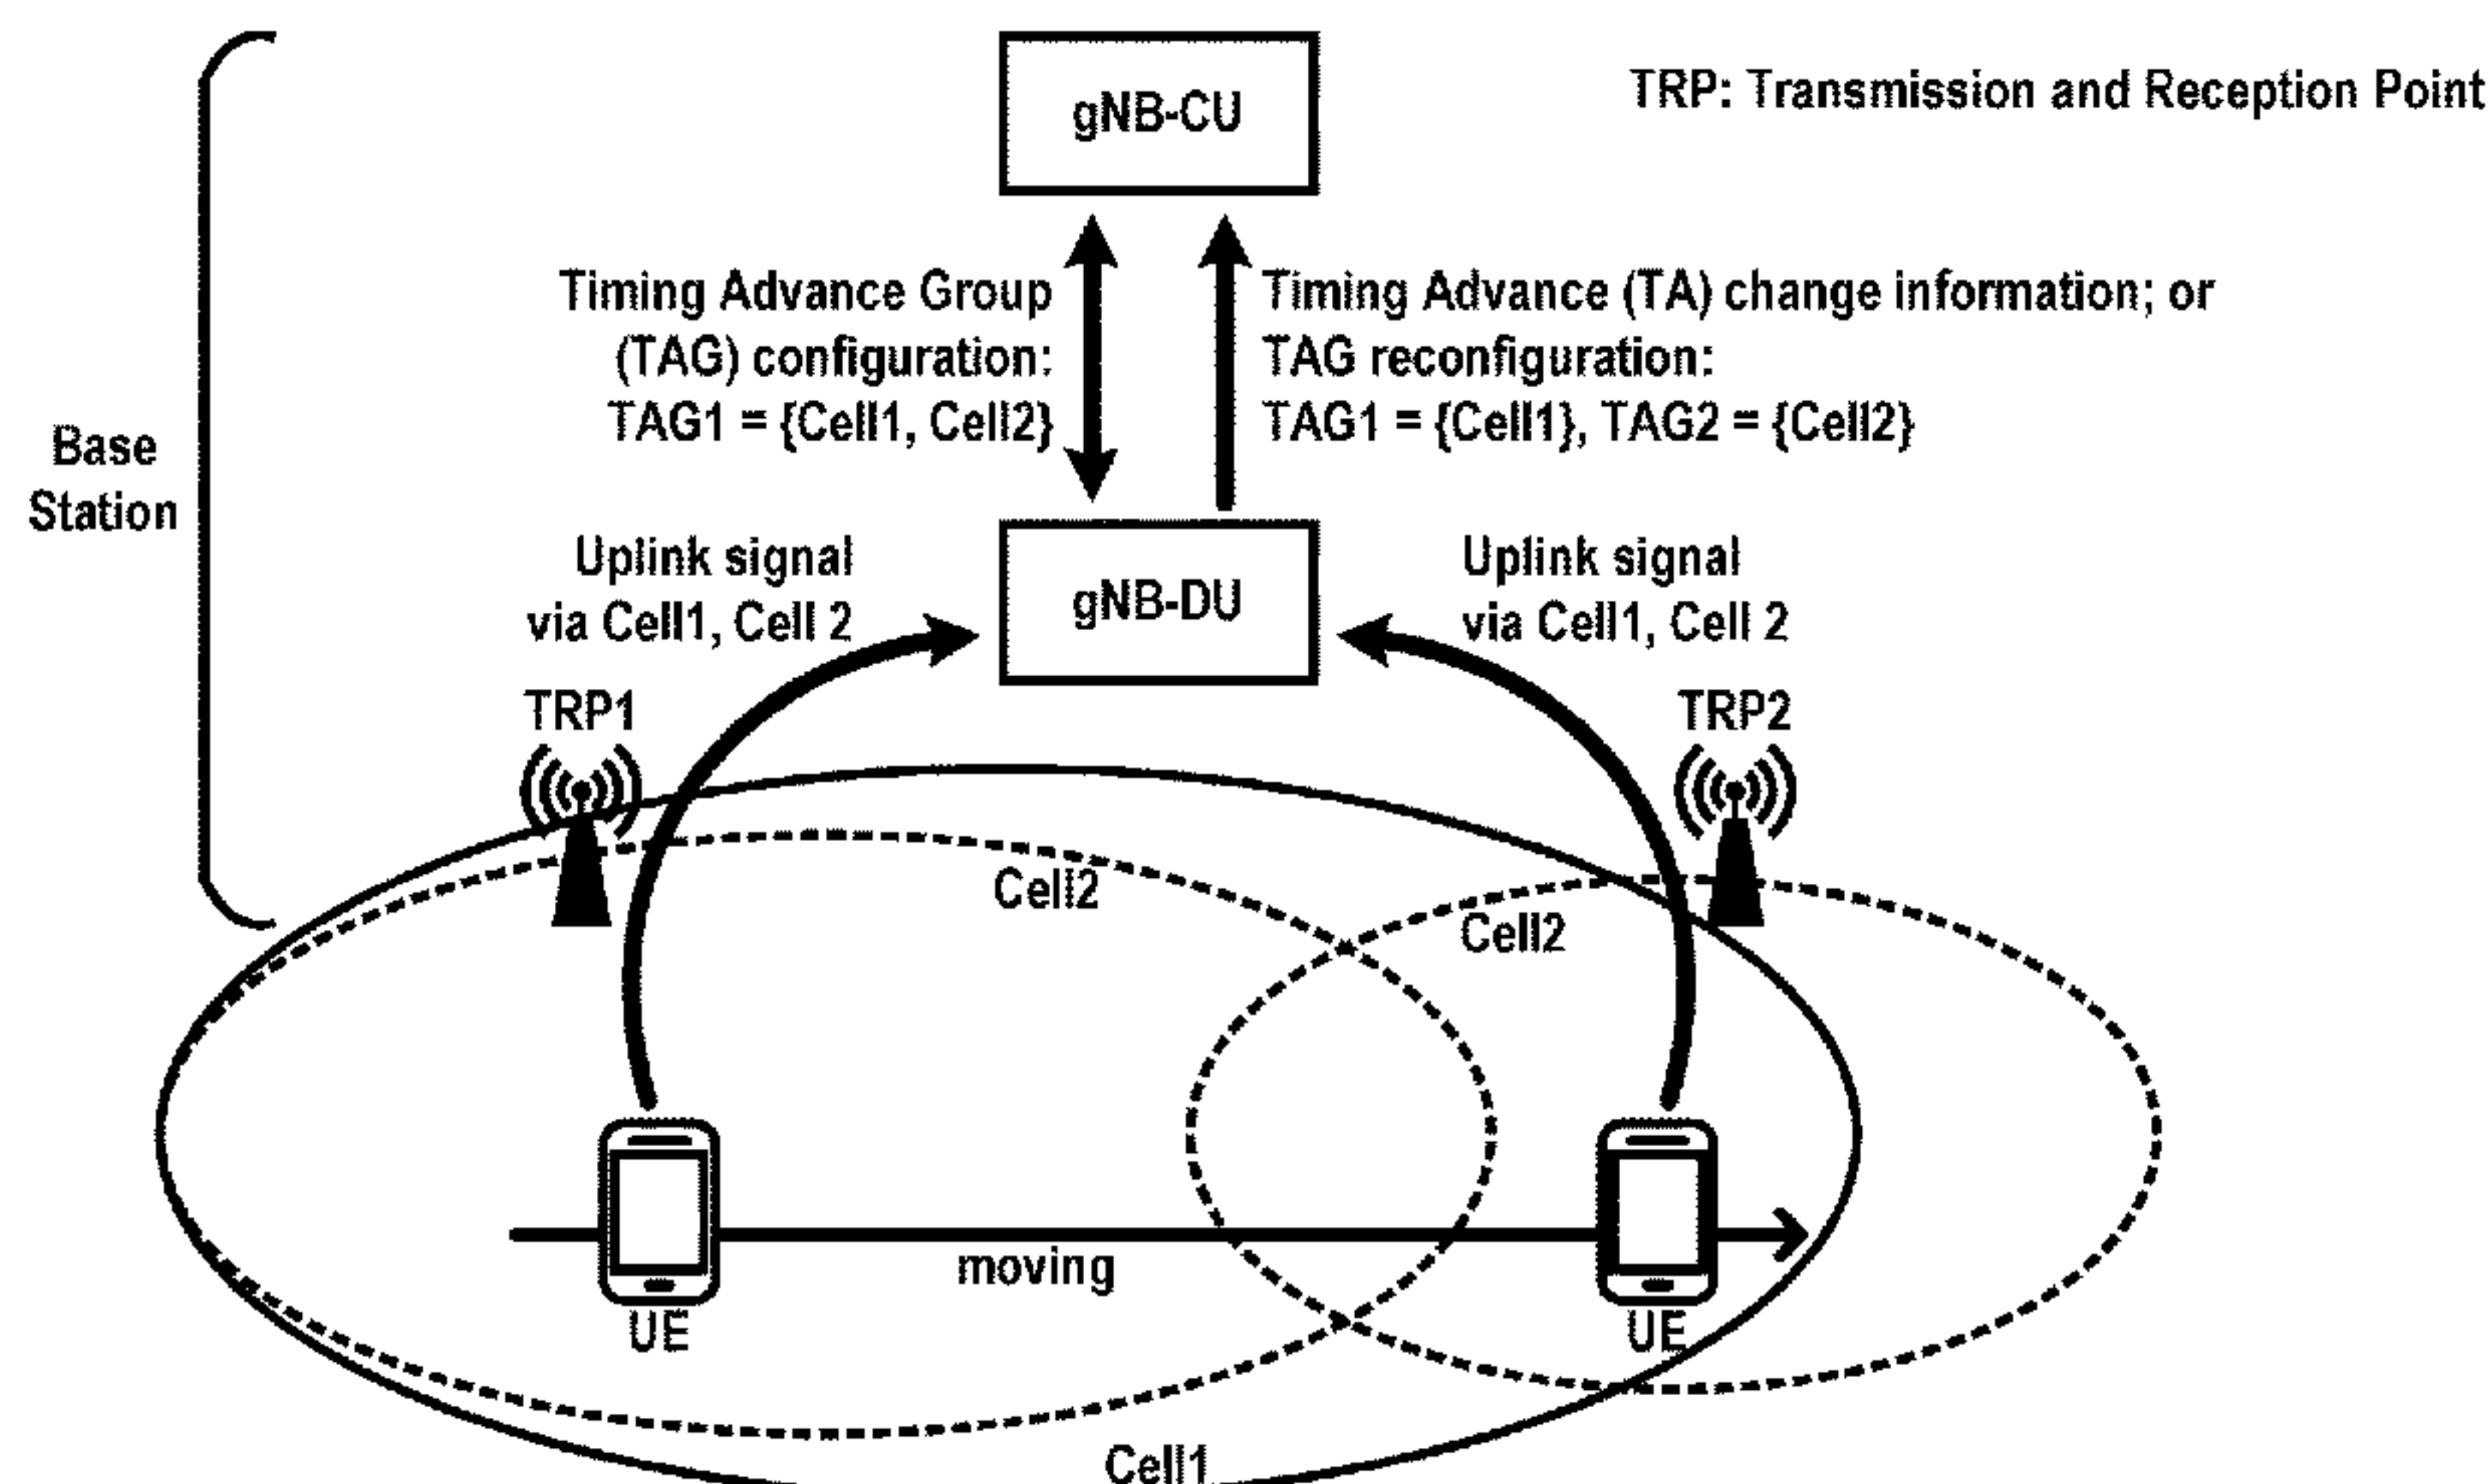 gNB-CU
TRP: Transmission and Reception Point
Timing Advance Group
(TAG) configuration:
TAG1 = {Cell1, Cell2}
Timing Advance (TA) change information; or
TAG reconfiguration:
TAG1 = {Cell1}, TAG2 = {Cell2}
Base
Station
Uplink signal
via Cell1, Cell 2
gNB-DU
Uplink signal
via Cell1, Cell 2
TRP1
TRP2
Cell2
Cell2
moving
UE
UE
Cell1